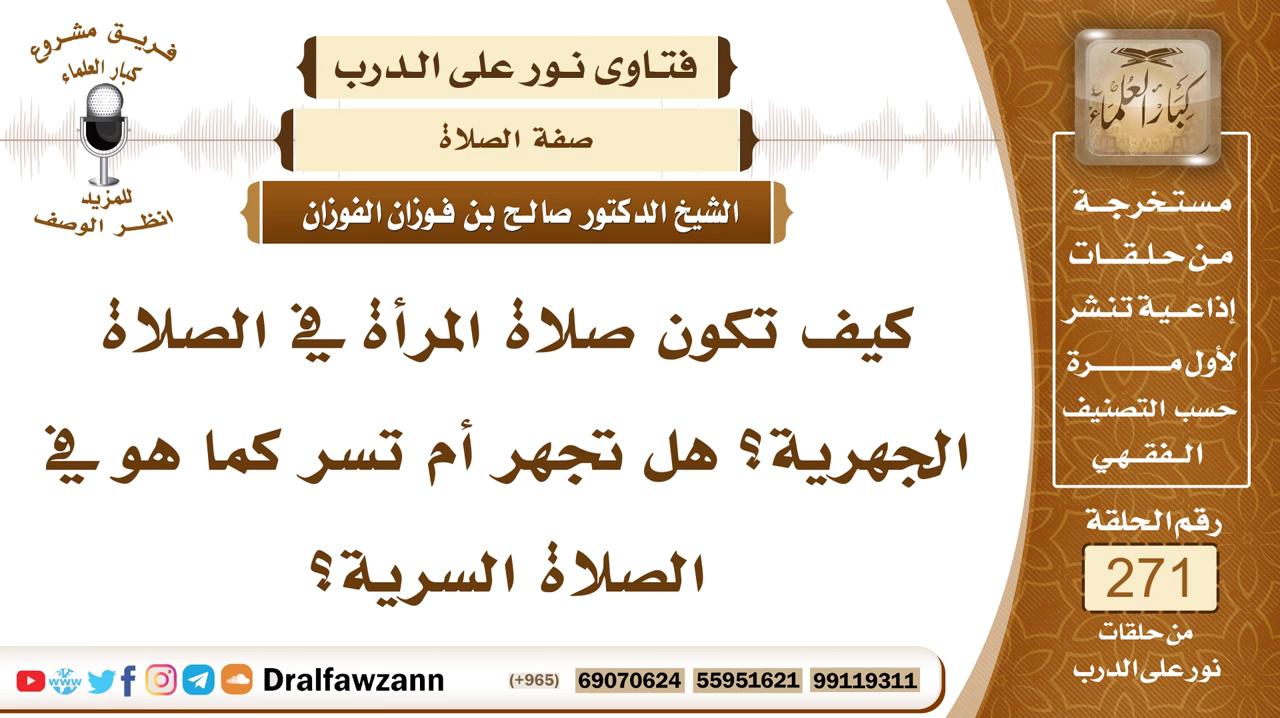 فريق مشروع
كبار العلماء
للمزيد
انظر الوصف
فتاوى نور على الدرب
صفة الصلاة
الشيخ الدكتور صالح بن فوزان الفوزان
كيف تكون صلاة المرأة في الصلاة
الجهرية؟ هل تجهر أم تسر كما هو في
الصلاة السرية؟
كبار العلماء
مستخرجة
من حلقات
إذاعية تنشر
لأول مرة
حسب التصنيف
الفقهي
رقم الحلقة
271
من حلقات
نور على الدرب
www Dralfawzann (+965) 69070624 55951621 99119311